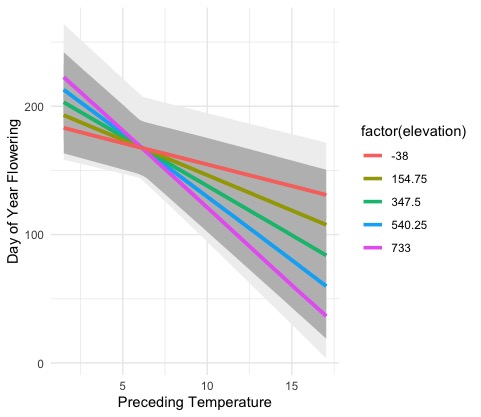 Day of Year Flowering
200
100
0
5 10 15
Preceding Temperature
factor(elevation)
-38
154.75
347.5
540.25
733